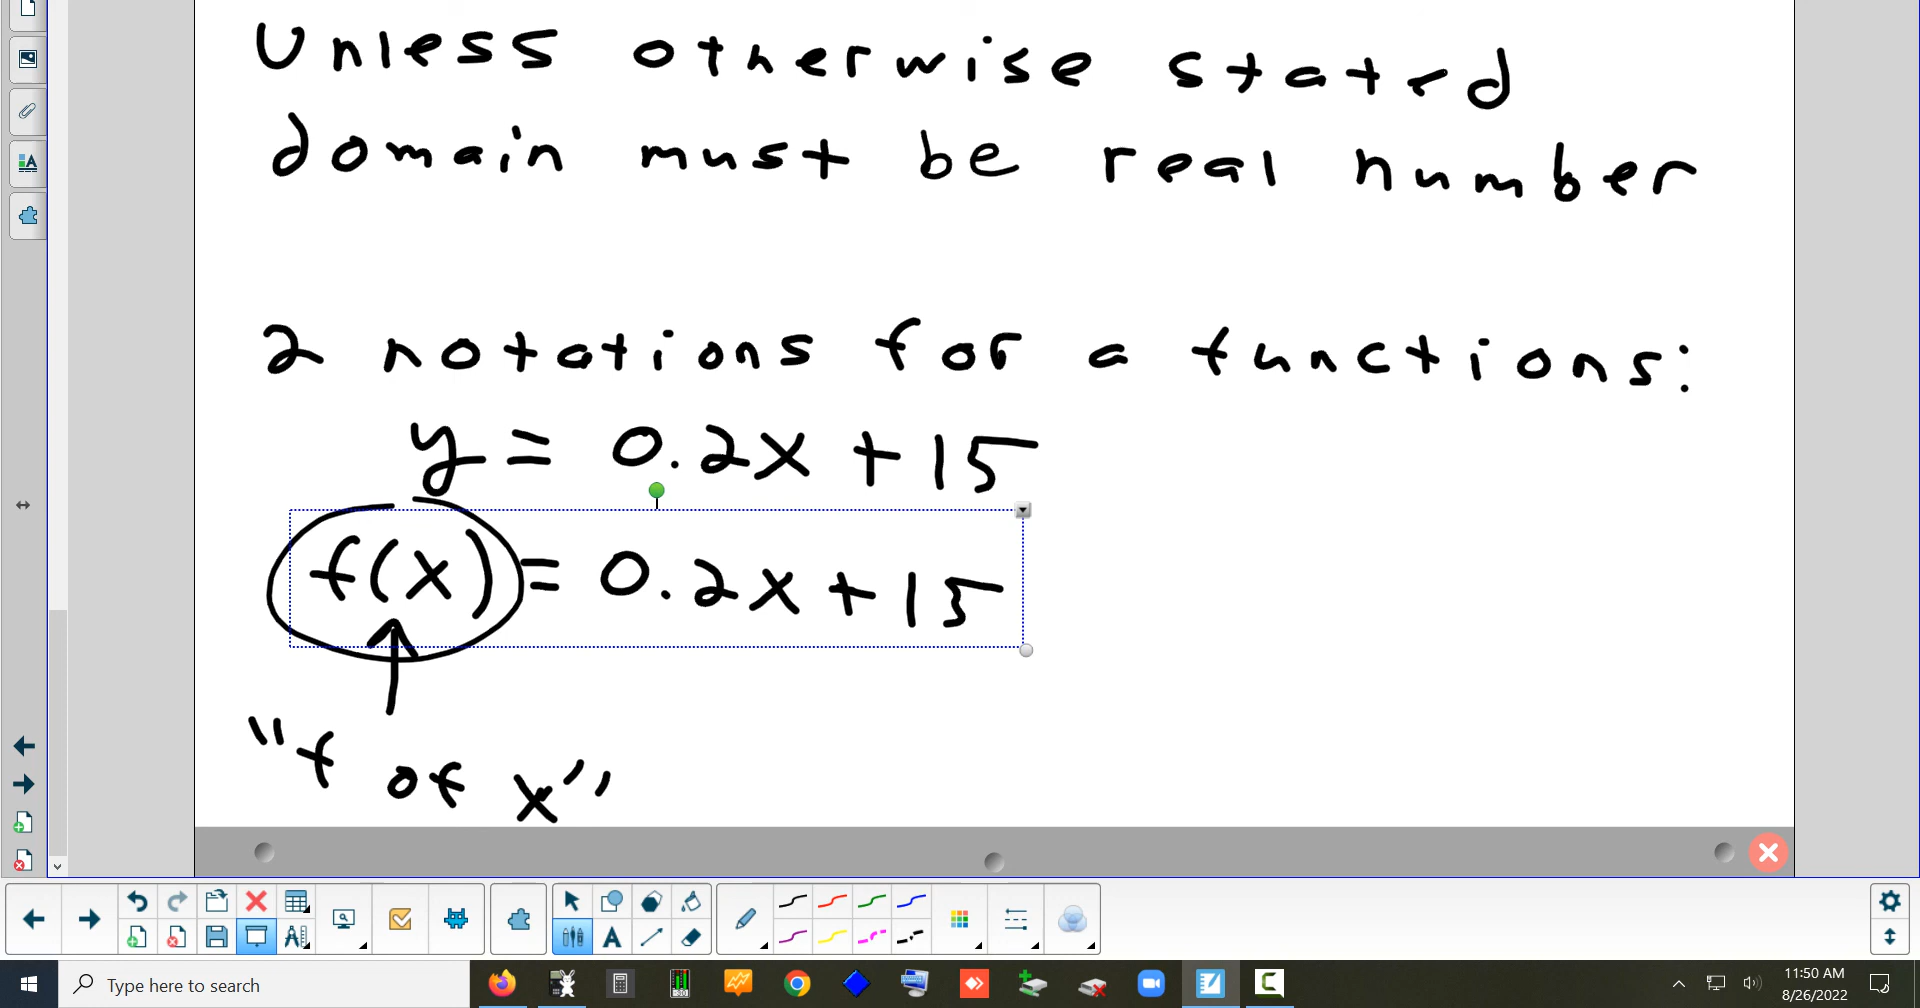 Unless otherwise stated
domain must be real number
2 notations for a functions:
y = 0.2x + 15
f(x) = 0.2x + 15
"f of x"
Type here to search
11:50 AM
8/26/2022